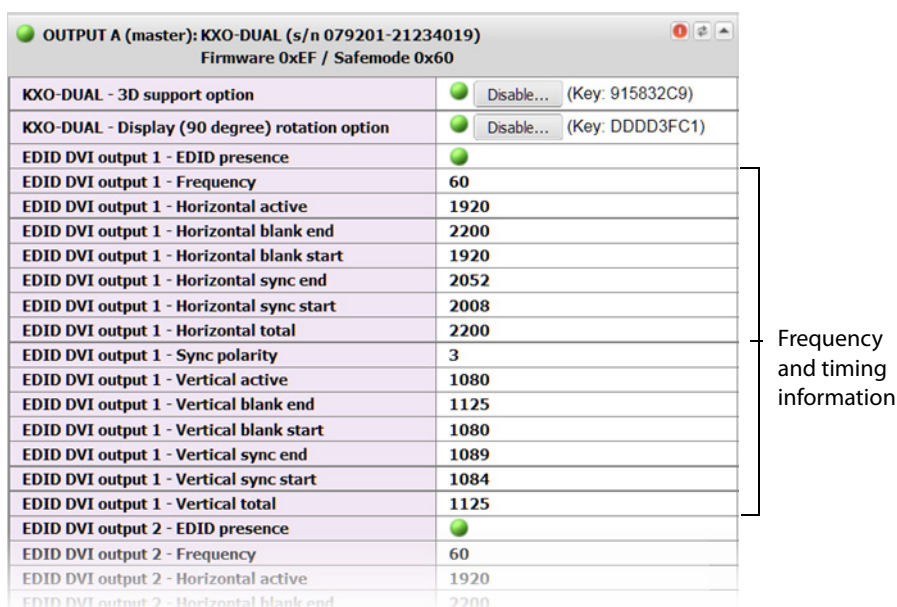 OUTPUT A (master): KXO-DUAL (s/n 079201-21234019)
Firmware 0xEF / Safemode 0x60
KXO-DUAL - 3D support option Disable... (Key: 915832C9)
KXO-DUAL - Display (90 degree) rotation option Disable... (Key: DDDD3FC1)
EDID DVI output 1 - EDID presence
EDID DVI output 1 - Frequency 60
EDID DVI output 1 - Horizontal active 1920
EDID DVI output 1 - Horizontal blank end 2200
EDID DVI output 1 - Horizontal blank start 1920
EDID DVI output 1 - Horizontal sync end 2052
EDID DVI output 1 - Horizontal sync start 2008
EDID DVI output 1 - Horizontal total 2200
EDID DVI output 1 - Sync polarity 3
EDID DVI output 1 - Vertical active 1080
EDID DVI output 1 - Vertical blank end 1125
EDID DVI output 1 - Vertical blank start 1080
EDID DVI output 1 - Vertical sync end 1089
EDID DVI output 1 - Vertical sync start 1084
EDID DVI output 1 - Vertical total 1125
EDID DVI output 2 - EDID presence
EDID DVI output 2 - Frequency 60
EDID DVI output 2 - Horizontal active 1920
EDID DVI output 2 - Horizontal blank end 2200
Frequency
and timing
information